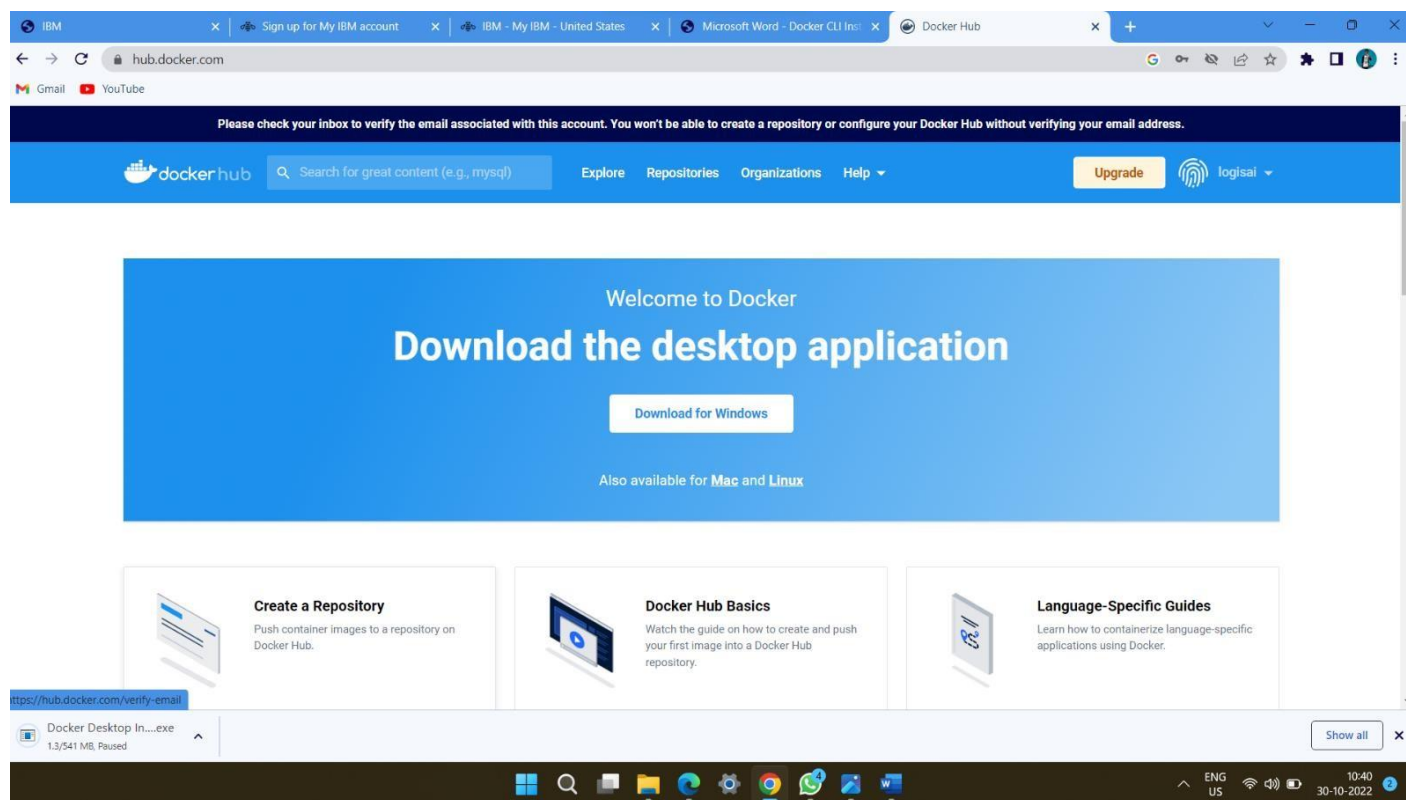 IBM
Sign up for My IBM account
IBM - My IBM - United States
Microsoft Word - Docker CLI Inst
Docker Hub
hub.docker.com
Gmail
YouTube
Please check your inbox to verify the email associated with this account. You won't be able to create a repository or configure your Docker Hub without verifying your email address.
docker hub
Search for great content (e.g., mysql)
Explore
Repositories
Organizations
Help
Upgrade
logisai
Welcome to Docker
Download the desktop application
Download for Windows
Also available for Mac and Linux
Create a Repository
Push container images to a repository on
Docker Hub.
Docker Hub Basics
Watch the guide on how to create and push
your first image into a Docker Hub
repository.
Language-Specific Guides
Learn how to containerize language-specific
applications using Docker.
ttps://hub.docker.com/verify-email
Docker Desktop In....exe
1.3/541 MB, Paused
Show all
4
ENG
US
10:40
30-10-2022
2